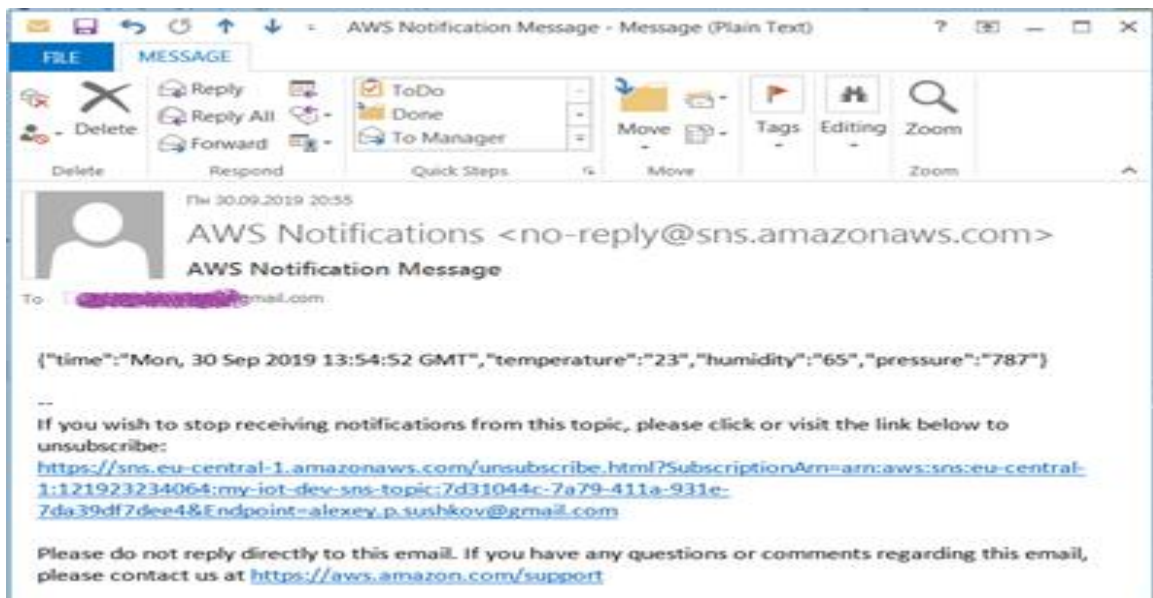 AWS Notification Message - Message (Plain Text)
FILE MESSAGE
Reply
Reply All
Forward
Delete
ToDo
Done
To Manager
Move
Tags
Editing
Zoom
Delete Respond Quick Steps Move Zoom
Пн 30.09.2019 20:55
AWS Notifications <no-reply@sns.amazonaws.com>
AWS Notification Message
To gmail.com
{"time":"Mon, 30 Sep 2019 13:54:52 GMT","temperature":"23","humidity":"65","pressure":"787"}
--
If you wish to stop receiving notifications from this topic, please click or visit the link below to
unsubscribe:
https://sns.eu-central-1.amazonaws.com/unsubscribe.html?SubscriptionArn=arn:aws:sns:eu-central-
1:121923234064:my-iot-dev-sns-topic:7d31044c-7a79-411a-931e-
7da39df7dee4&Endpoint=alexey.p.sushkov@gmail.com
Please do not reply directly to this email. If you have any questions or comments regarding this email,
please contact us at https://aws.amazon.com/support